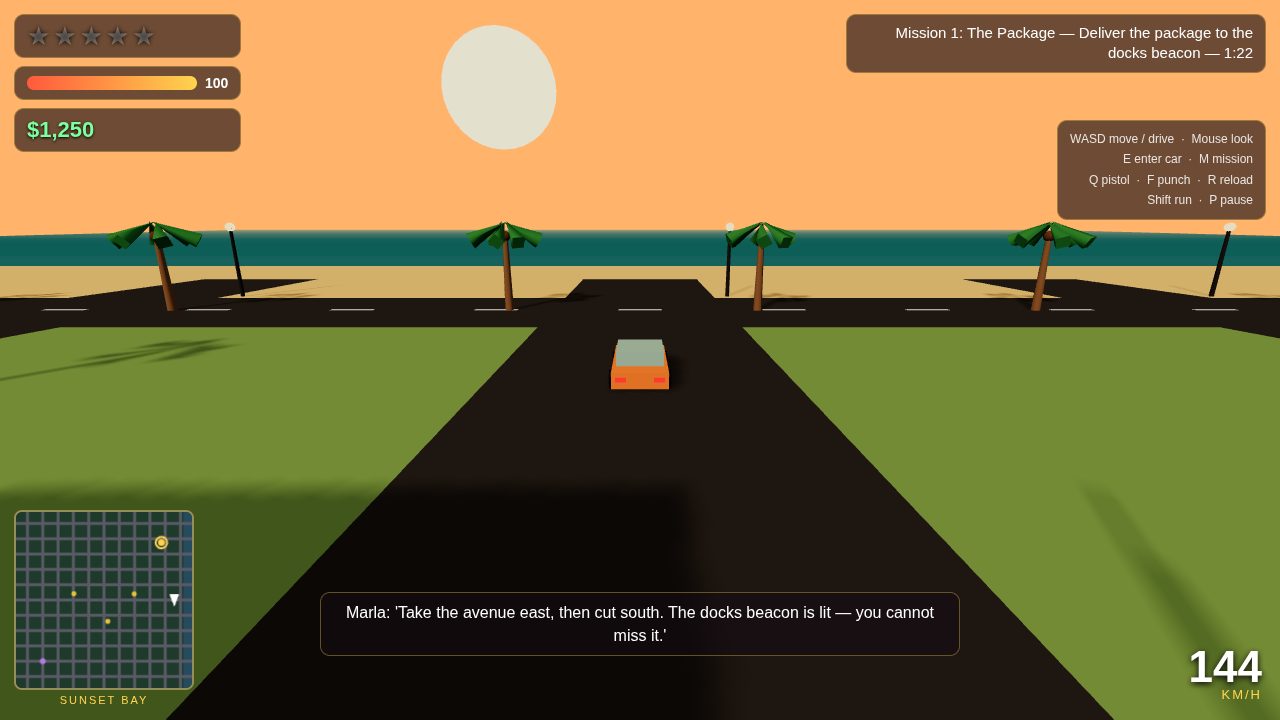 ★★★★★
100
$1,250
Mission 1: The Package — Deliver the package to the
docks beacon — 1:22
WASD move / drive · Mouse look
E enter car · M mission
Q pistol · F punch · R reload
Shift run · P pause
Marla: 'Take the avenue east, then cut south. The docks beacon is lit — you cannot
miss it.'
SUNSET BAY
144
KM/H